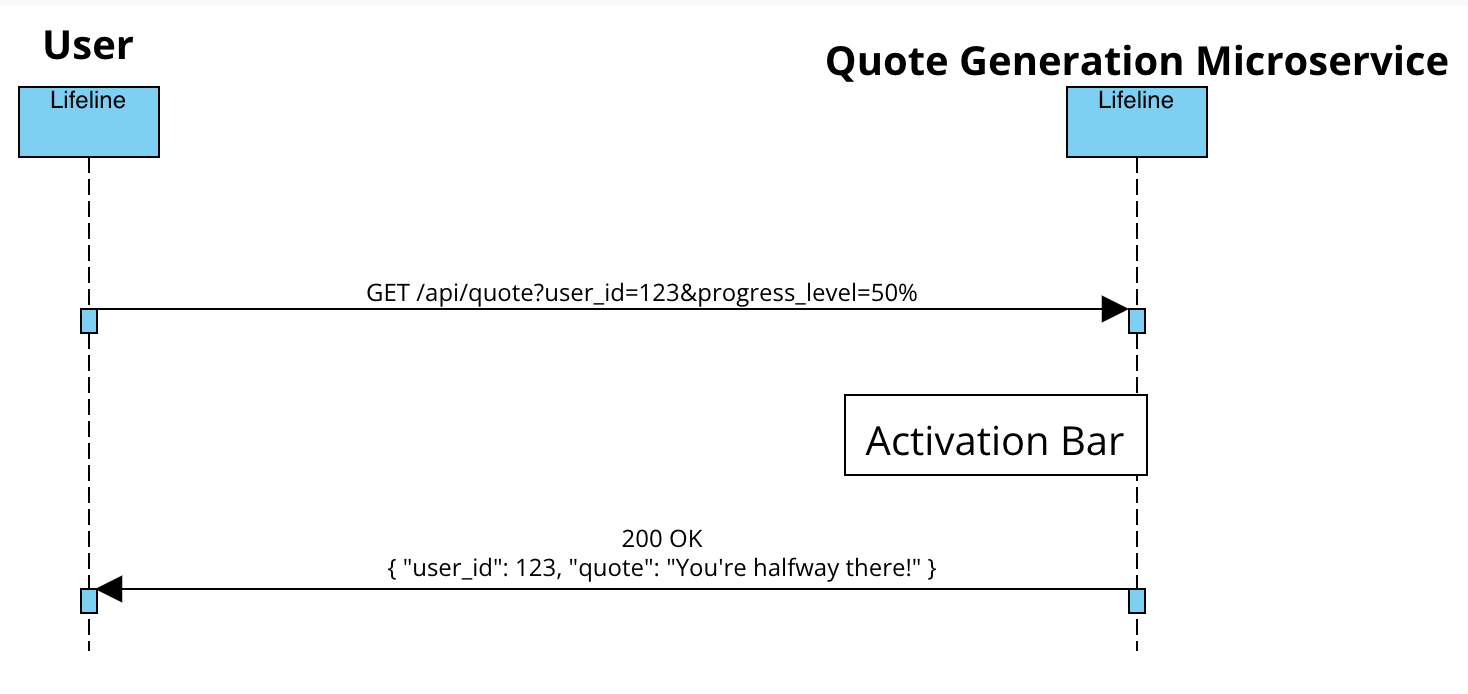 User
Quote Generation Microservice
Lifeline
Lifeline
GET /api/quote?user_id=123&progress_level=50%
Activation Bar
200 OK
{ "user_id": 123, "quote": "You're halfway there!" }